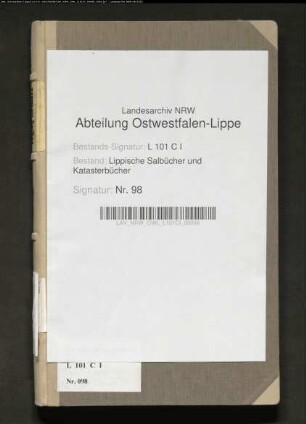 Landesarchiv NRW
Abteilung Ostwestfalen-Lippe
Bestands-Signatur: L 101 C I
Bestand: Lippische Salbücher und
Katasterbücher
Signatur: Nr. 98
L 101 C I
Nr. 098